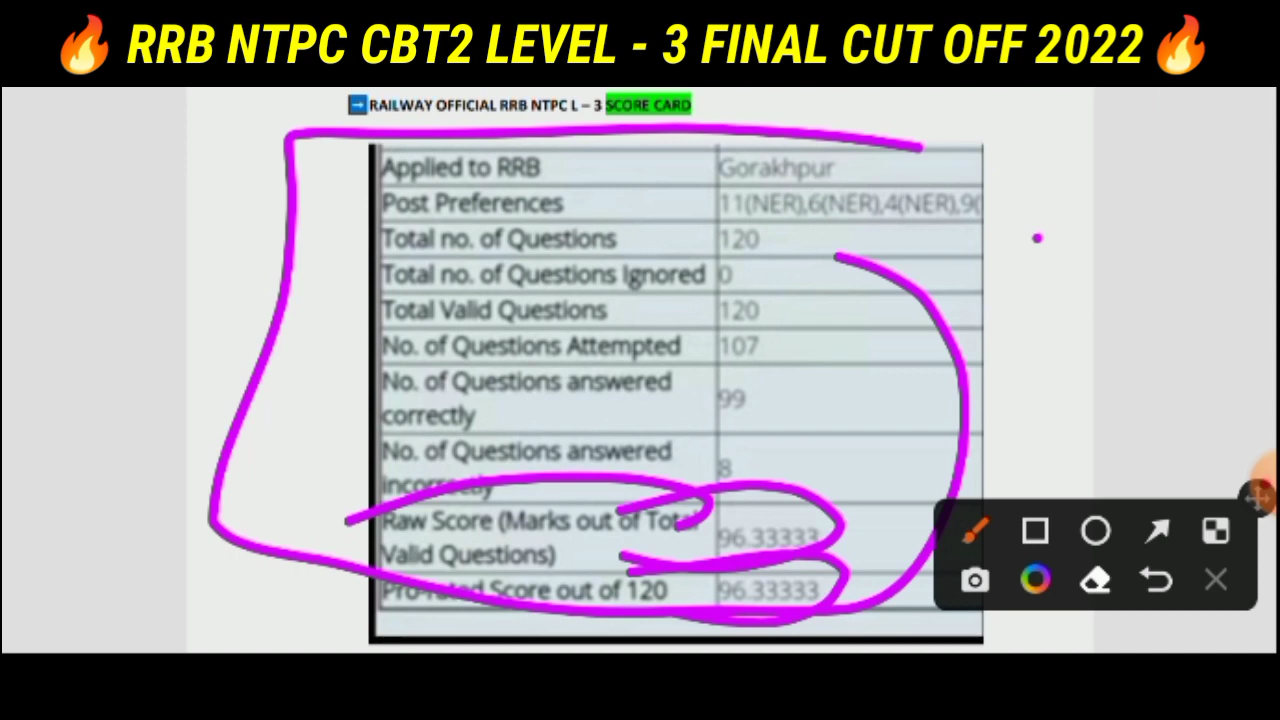 🔥 RRB NTPC CBT2 LEVEL - 3 FINAL CUT OFF 2022 🔥
➡RAILWAY OFFICIAL RRB NTPC L – 3 SCORE CARD
Applied to RRB Gorakhpur
Post Preferences 11(NER),6(NER),4(NER),9(
Total no. of Questions 120
Total no. of Questions Ignored 0
Total Valid Questions 120
No. of Questions Attempted 107
No. of Questions answered
correctly 99
No. of Questions answered
incorrectly 8
Raw Score (Marks out of Total
Valid Questions) 96.33333
Pro-rated Score out of 120 96.33333